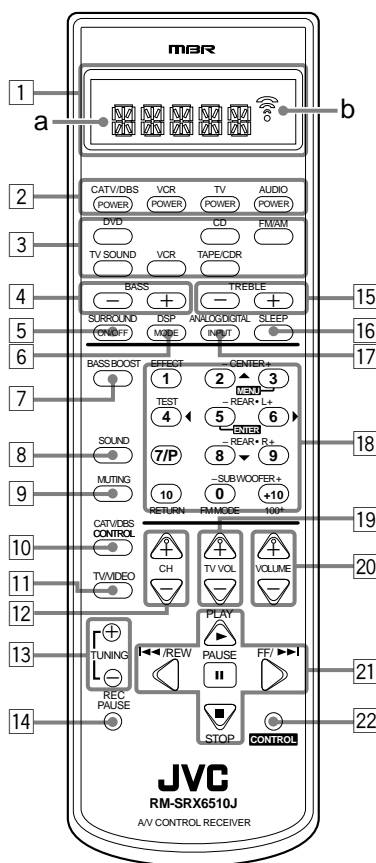 MBR
1
a
b
2
CATV/DBS VCR TV AUDIO
POWER POWER POWER POWER
3
DVD CD FM/AM
TV SOUND VCR TAPE/CDR
4
BASS TREBLE
15
− + − +
5
SURROUND DSP ANALOG/DIGITAL SLEEP
16
ON/OFF MODE INPUT
6
17
7
BASS BOOST EFFECT − CENTER +
1 2 3
MENU
TEST − REAR • L +
4 5 6
ENTER
18
8
SOUND − REAR • R +
7/P 8 9
9
MUTING − SUBWOOFER +
10 0 +10
RETURN FM MODE 100+
10
CATV/DBS
CONTROL
19
+ + +
CH TV VOL VOLUME
20
− − −
11
TV/VIDEO
12
13
+
TUNING
−
PLAY
/REW PAUSE FF/
21
REC
PAUSE
14
STOP
CONTROL
22
JVC
RM-SRX6510J
A/V CONTROL RECEIVER